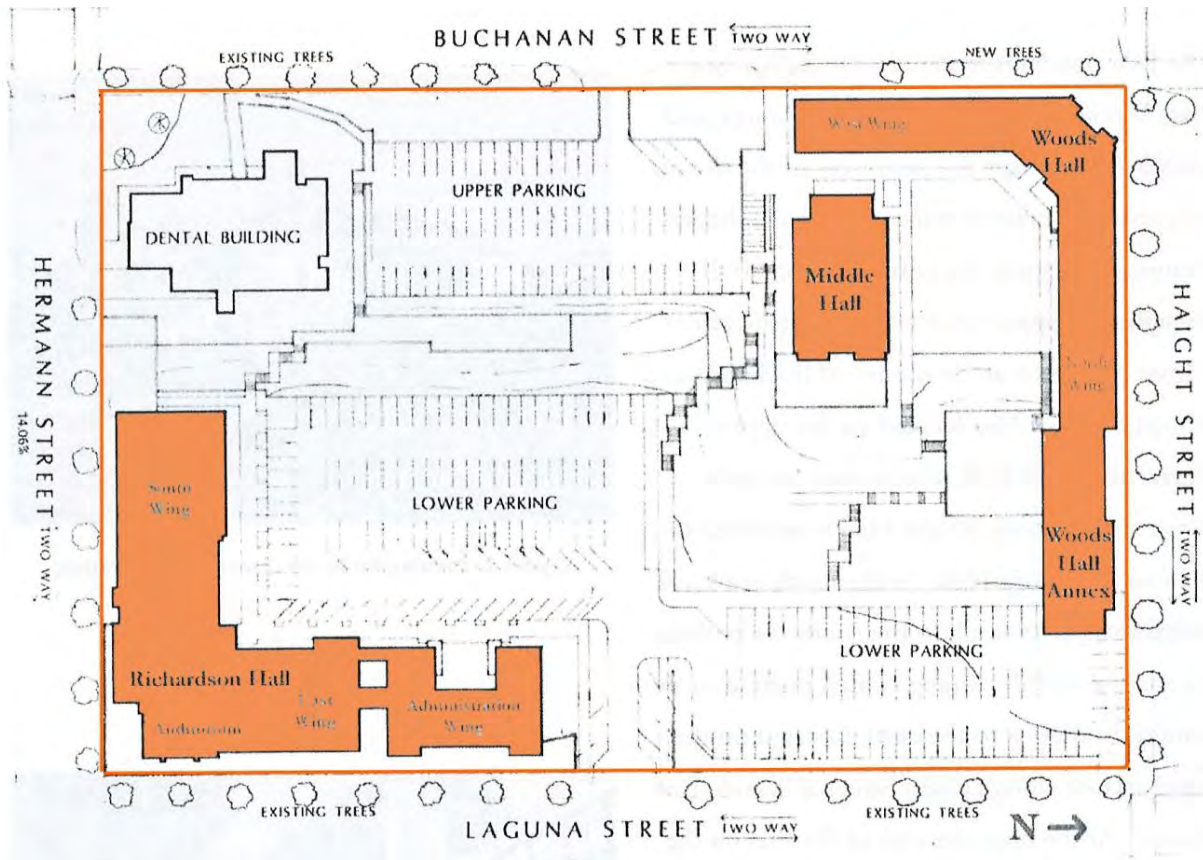 BUCHANAN STREET TWO WAY
EXISTING TREES
NEW TREES
West Wing
Woods
Hall
UPPER PARKING
DENTAL BUILDING
Middle
Hall
HERMANN STREET TWO WAY
14.06%
HAIGHT STREET
TWO WAY
North
Wing
South
Wing
LOWER PARKING
Woods
Hall
Annex
LOWER PARKING
Richardson Hall
East
Wing
Administration
Wing
Auditorium
EXISTING TREES
EXISTING TREES
LAGUNA STREET TWO WAY
N